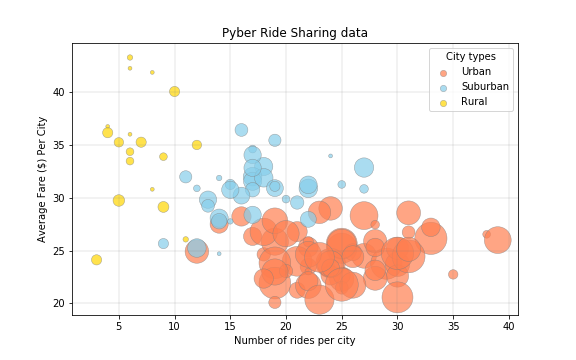 Pyber Ride Sharing data
City types
Urban
Suburban
Rural
Average Fare ($) Per City
40
35
30
25
20
5
10
15
20
25
30
35
40
Number of rides per city